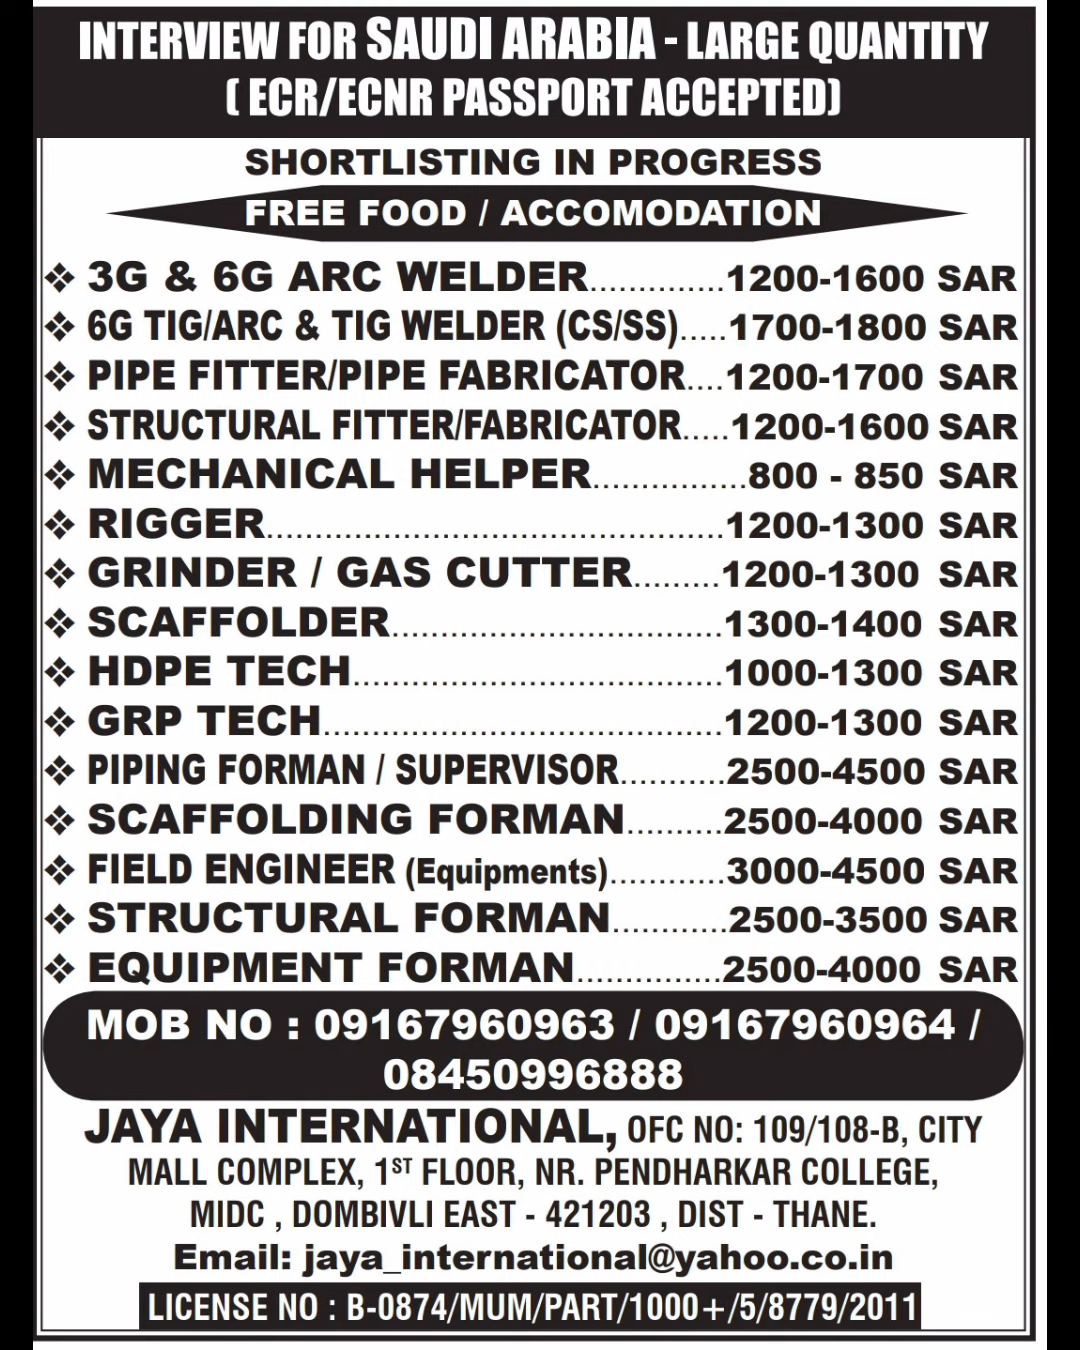 INTERVIEW FOR SAUDI ARABIA - LARGE QUANTITY
( ECR/ECNR PASSPORT ACCEPTED)
SHORTLISTING IN PROGRESS
FREE FOOD / ACCOMODATION
❖ 3G & 6G ARC WELDER..............1200-1600 SAR
❖ 6G TIG/ARC & TIG WELDER (CS/SS).....1700-1800 SAR
❖ PIPE FITTER/PIPE FABRICATOR....1200-1700 SAR
❖ STRUCTURAL FITTER/FABRICATOR.....1200-1600 SAR
❖ MECHANICAL HELPER................800 - 850 SAR
❖ RIGGER...............................................1200-1300 SAR
❖ GRINDER / GAS CUTTER.........1200-1300 SAR
❖ SCAFFOLDER..................................1300-1400 SAR
❖ HDPE TECH......................................1000-1300 SAR
❖ GRP TECH.........................................1200-1300 SAR
❖ PIPING FORMAN / SUPERVISOR...........2500-4500 SAR
❖ SCAFFOLDING FORMAN..........2500-4000 SAR
❖ FIELD ENGINEER (Equipments)............3000-4500 SAR
❖ STRUCTURAL FORMAN............2500-3500 SAR
❖ EQUIPMENT FORMAN...............2500-4000 SAR
MOB NO : 09167960963 / 09167960964 /
08450996888
JAYA INTERNATIONAL, OFC NO: 109/108-B, CITY
MALL COMPLEX, 1ST FLOOR, NR. PENDHARKAR COLLEGE,
MIDC , DOMBIVLI EAST - 421203 , DIST - THANE.
Email: jaya_international@yahoo.co.in
LICENSE NO : B-0874/MUM/PART/1000+/5/8779/2011